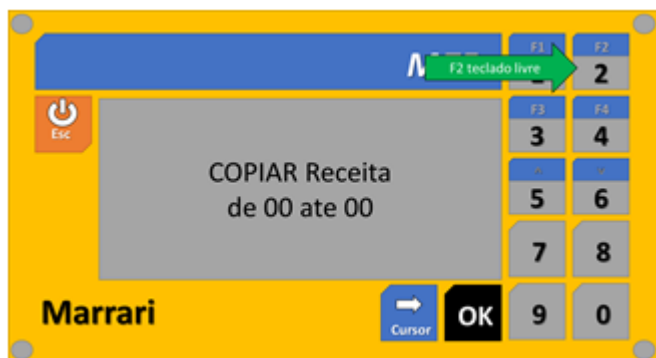 F1
F2
F2 teclado livre
2
Esc
F3
F4
3
4
COPIAR Receita
de 00 ate 00
5
6
7
8
Marrari
Cursor
OK
9
0